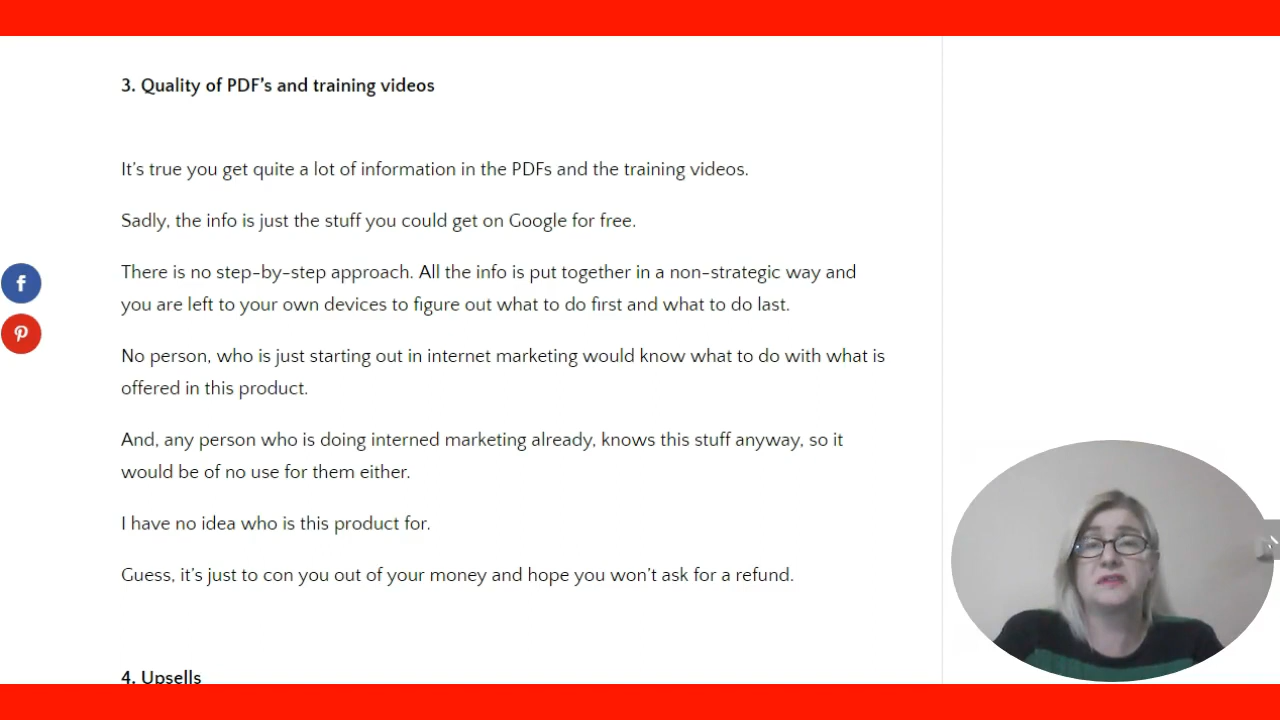 3. Quality of PDF's and training videos
It's true you get quite a lot of information in the PDFs and the training videos.
Sadly, the info is just the stuff you could get on Google for free.
There is no step-by-step approach. All the info is put together in a non-strategic way and
you are left to your own devices to figure out what to do first and what to do last.
No person, who is just starting out in internet marketing would know what to do with what is
offered in this product.
And, any person who is doing interned marketing already, knows this stuff anyway, so it
would be of no use for them either.
I have no idea who is this product for.
Guess, it's just to con you out of your money and hope you won't ask for a refund.
4. Upsells